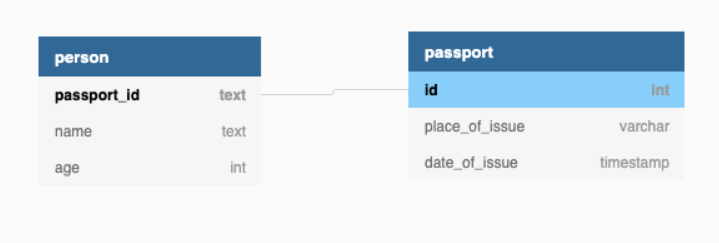 person
passport_id text
name text
age int
passport
id int
place_of_issue varchar
date_of_issue timestamp